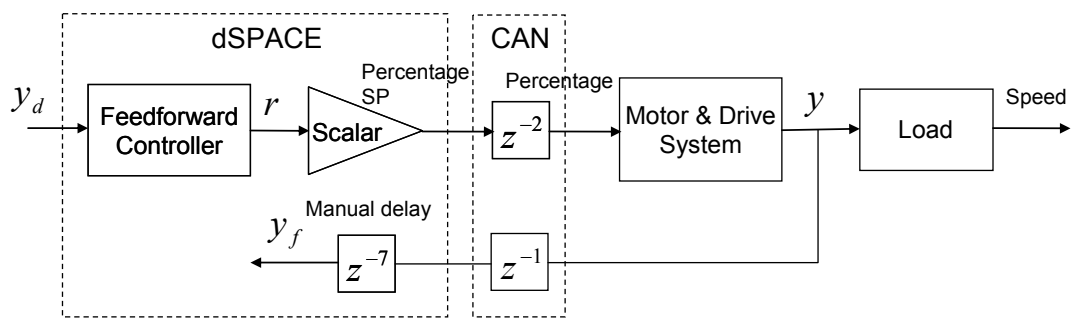 dSPACE
CAN
Percentage
SP
Percentage
y_d
Feedforward
Controller
r
Scalar
z^{-2}
Motor & Drive
System
y
Load
Speed
Manual delay
y_f
z^{-7}
z^{-1}